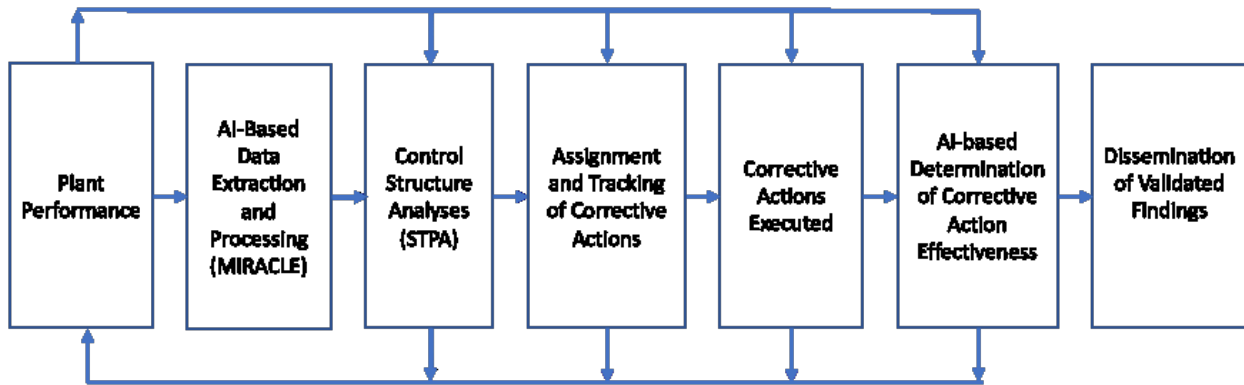 Plant
Performance
AI-Based
Data
Extraction
and
Processing
(MIRACLE)
Control
Structure
Analyses
(STPA)
Assignment
and Tracking
of Corrective
Actions
Corrective
Actions
Executed
AI-based
Determination
of Corrective
Action
Effectiveness
Dissemination
of Validated
Findings